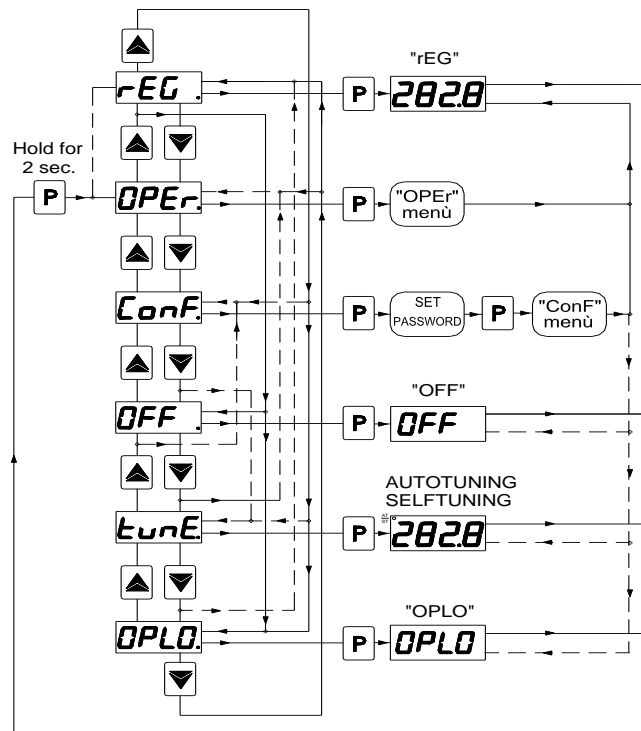 "rEG"
rEG.
P
282.8
Hold for
2 sec.
P
OPEr.
P
"OPEr"
menù
ConF.
P
SET
PASSWORD
P
"ConF"
menù
"OFF"
OFF
P
OFF
AUTOTUNING
SELFTUNING
tunE.
P
AT
ST
282.8
"OPLO"
OPLO.
P
OPLO